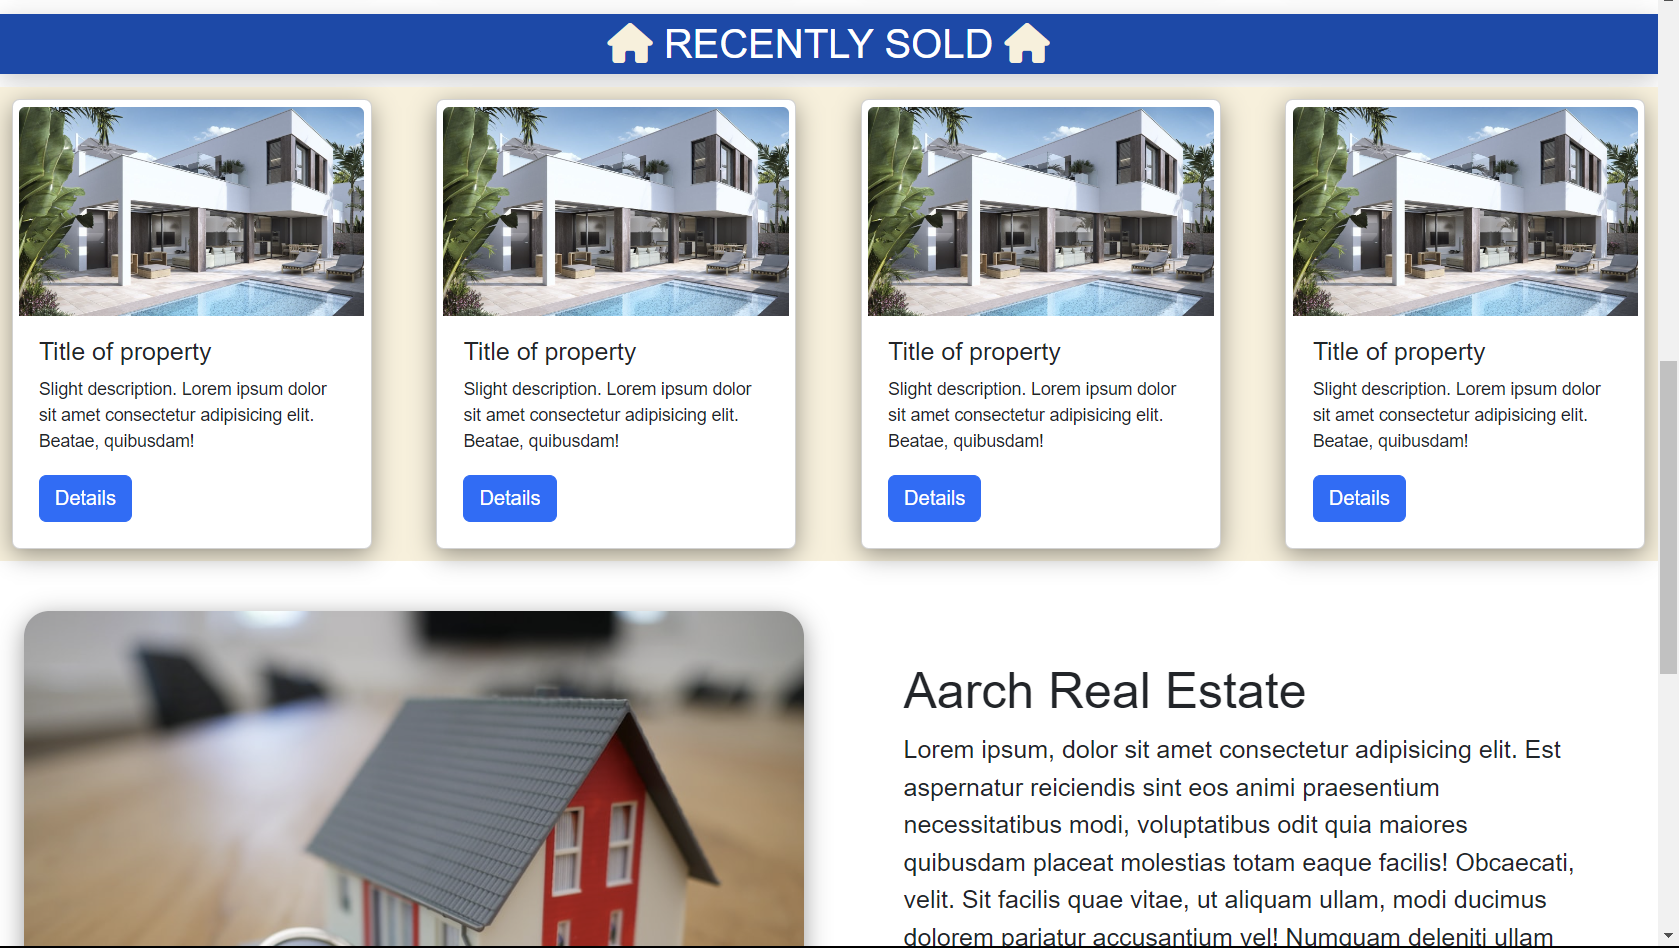 RECENTLY SOLD
Title of property
Slight description. Lorem ipsum dolor
sit amet consectetur adipisicing elit.
Beatae, quibusdam!
Details
Title of property
Slight description. Lorem ipsum dolor
sit amet consectetur adipisicing elit.
Beatae, quibusdam!
Details
Title of property
Slight description. Lorem ipsum dolor
sit amet consectetur adipisicing elit.
Beatae, quibusdam!
Details
Title of property
Slight description. Lorem ipsum dolor
sit amet consectetur adipisicing elit.
Beatae, quibusdam!
Details
Aarch Real Estate
Lorem ipsum, dolor sit amet consectetur adipisicing elit. Est
aspernatur reiciendis sint eos animi praesentium
necessitatibus modi, voluptatibus odit quia maiores
quibusdam placeat molestias totam eaque facilis! Obcaecati,
velit. Sit facilis quae vitae, ut aliquam ullam, modi ducimus
dolorem pariatur accusantium vel! Numquam deleniti ullam